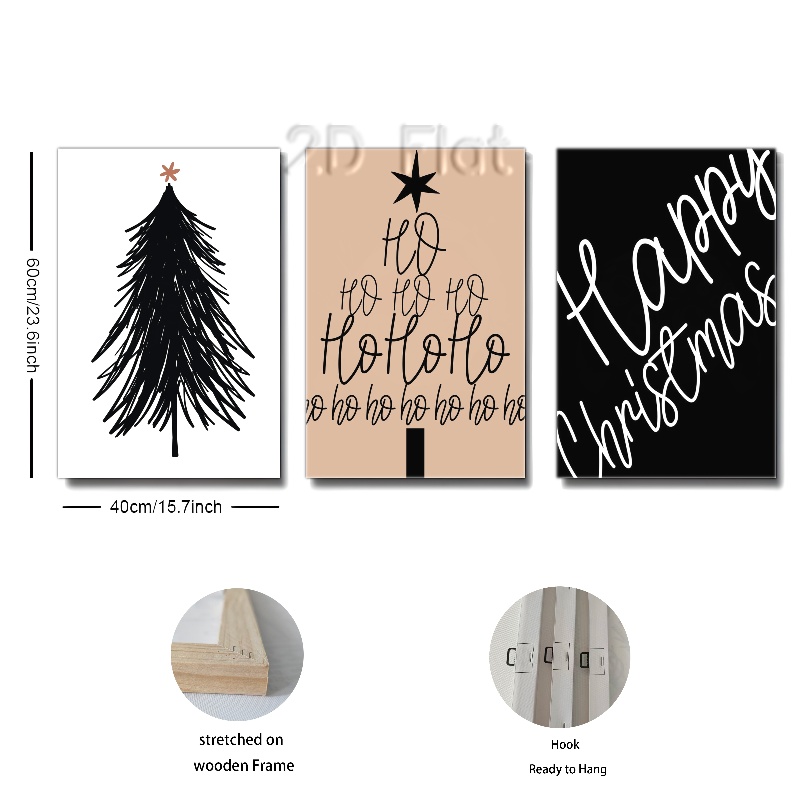 2D Flat
60cm/23.6inch
HO
HO HO HO
HoHoHo
ho ho ho ho ho ho ho
Happy
Christmas
40cm/15.7inch
stretched on
wooden Frame
Hook
Ready to Hang